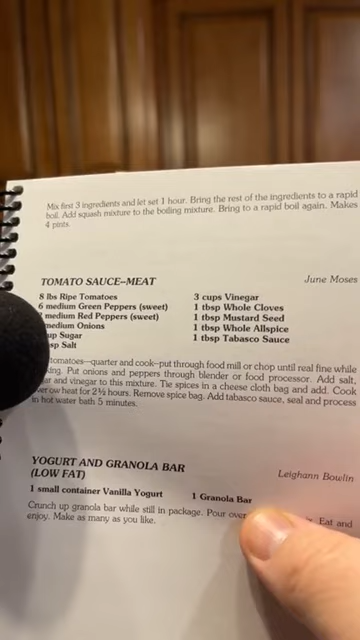 Mix first 3 ingredients and let set 1 hour. Bring the rest of the ingredients to a rapid
boil. Add squash mixture to the boiling mixture. Bring to a rapid boil again. Makes
4 pints.
TOMATO SAUCE--MEAT
June Moses
8 lbs Ripe Tomatoes
6 medium Green Peppers (sweet)
medium Red Peppers (sweet)
medium Onions
Sugar
Salt
3 cups Vinegar
1 tbsp Whole Cloves
1 tbsp Mustard Seed
1 tbsp Whole Allspice
1 tbsp Tabasco Sauce
tomatoes--quarter and cook--put through food mill or chop until real fine while
Put onions and peppers through blender or food processor. Add salt,
and vinegar to this mixture. The spices in a cheese cloth bag and add. Cook
heat for 2½ hours. Remove spice bag. Add tabasco sauce, seal and process
in hot water bath 5 minutes.
YOGURT AND GRANOLA BAR
(LOW FAT)
Leighann Bowlin
1 small container Vanilla Yogurt
1 Granola Bar
Crunch up granola bar while still in package. Pour over Eat and
enjoy. Make as many as you like.